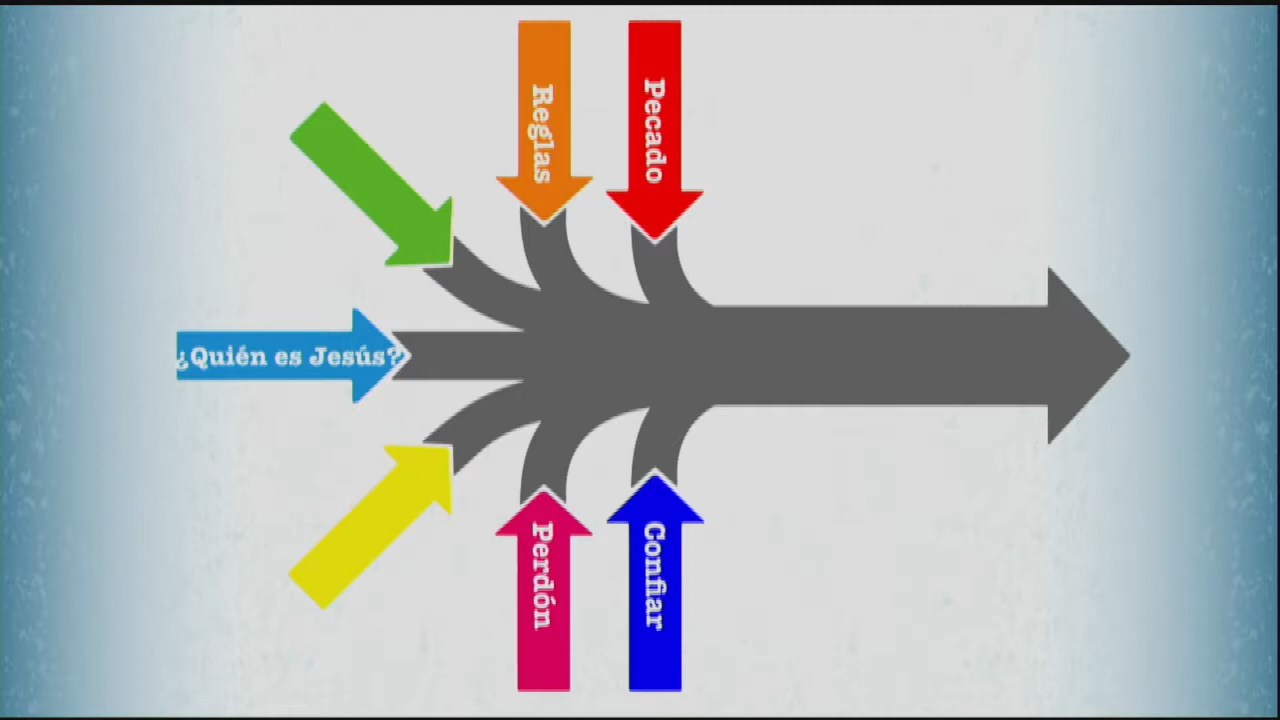 Reglas
Pecado
¿Quién es Jesús?
Perdón
Confiar